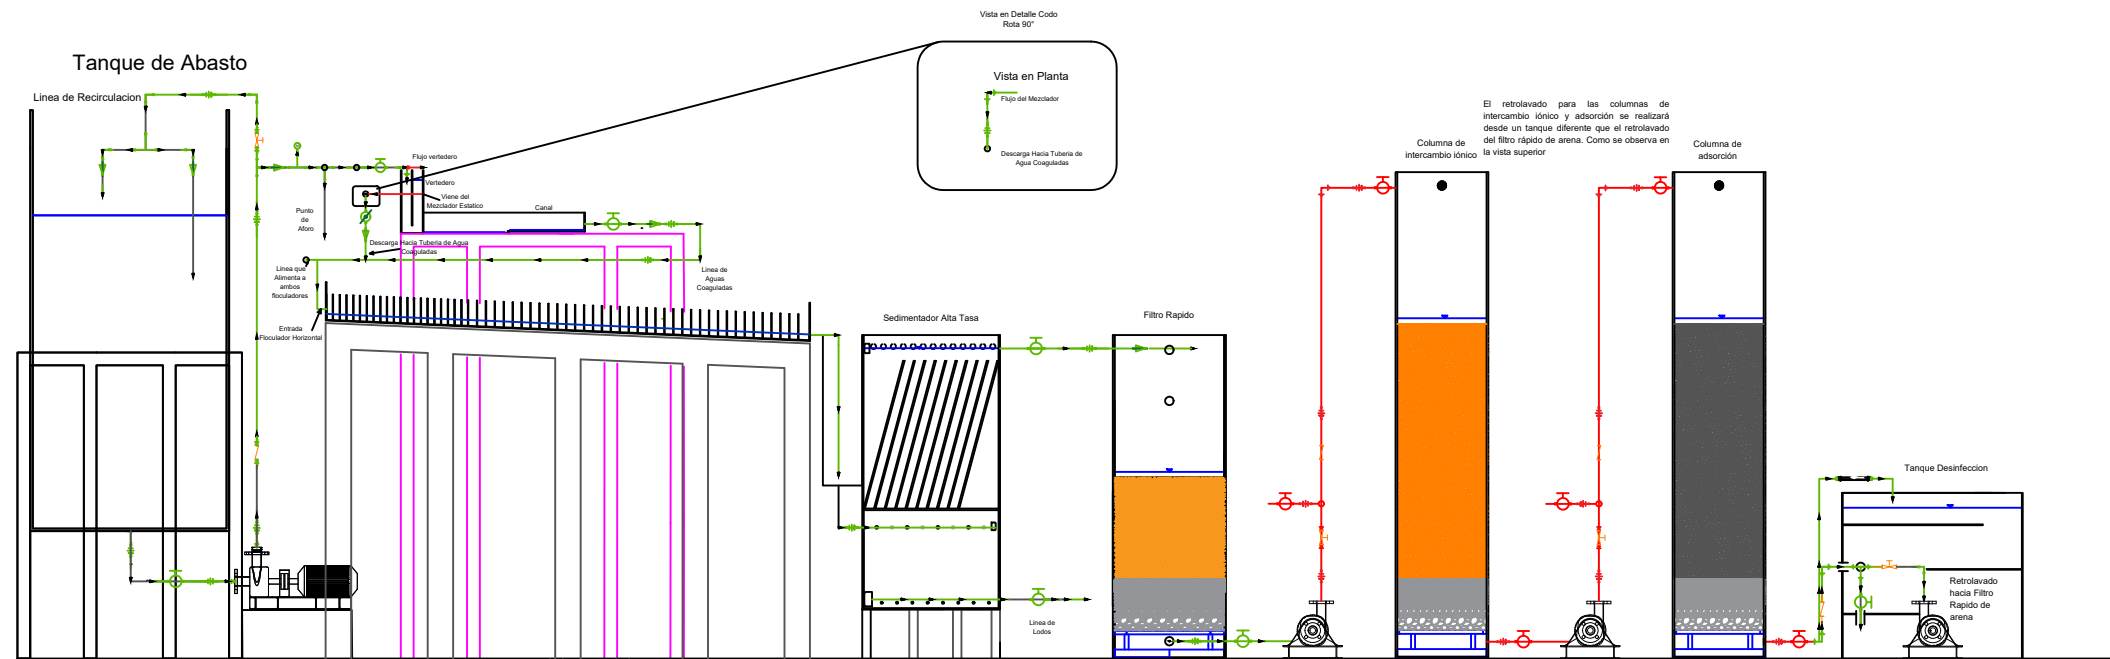 Vista en Detalle Codo
Rota 90°
Tanque de Abasto
Linea de Recirculacion
Vista en Planta
Flujo del Mezclador
Descarga Hacia Tuberia de
Agua Coaguladas
El retrolavado para las columnas de
intercambio iónico y adsorción se realizará
desde un tanque diferente que el retrolavado
del filtro rápido de arena. Como se observa en
la vista superior
Columna de
intercambio iónico
Columna de
adsorción
Flujo vertedero
Vertedero
Viene del
Mezclador Estatico
Canal
Punto
de
Aforo
Descarga Hacia Tuberia de Agua
Coaguladas
Linea que
Alimenta a
ambos
floculadores
Linea de
Aguas
Coaguladas
Entrada
Floculador Horizontal
Sedimentador Alta Tasa
Filtro Rapido
Tanque Desinfeccion
Retrolavado
hacia Filtro
Rapido de
arena
Linea de
Lodos